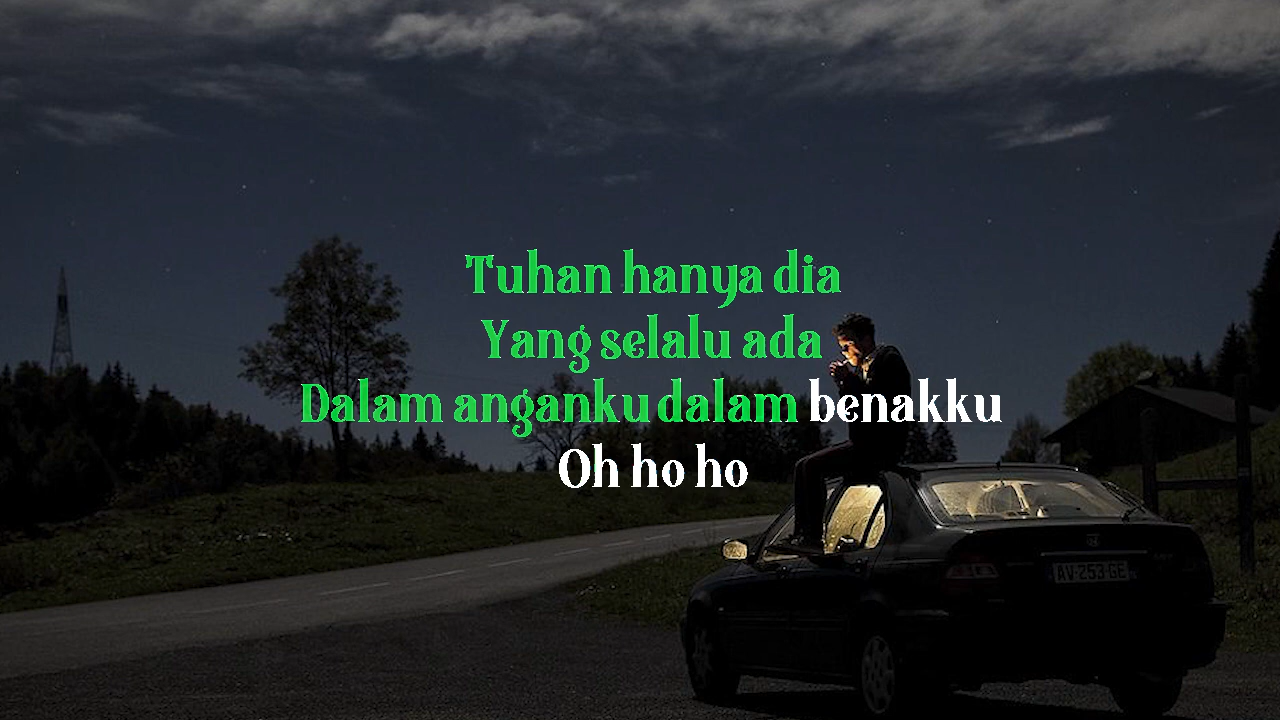 Tuhan hanya dia
Yang selalu ada
Dalam anganku dalam benakku
Oh ho ho
AV-253-GE